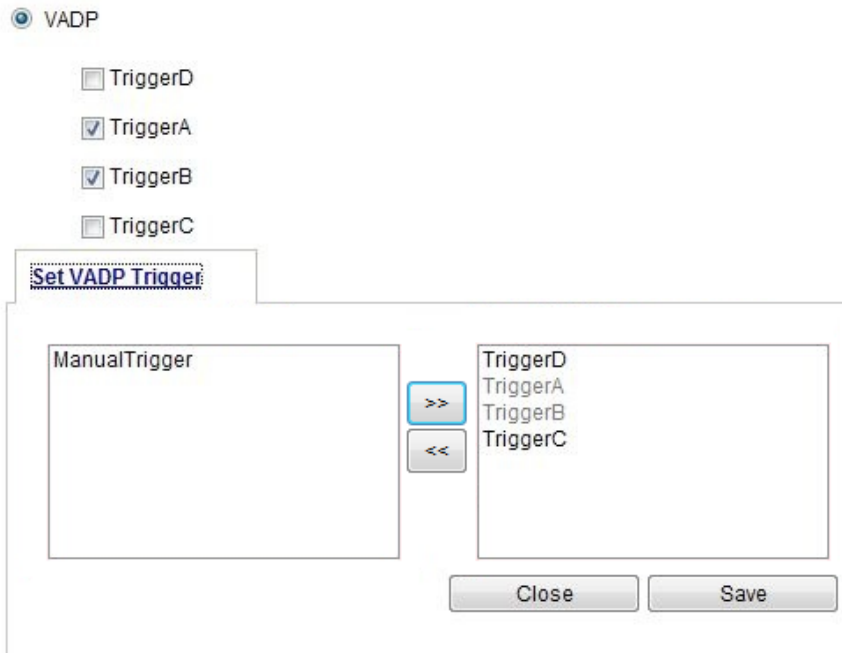 VADP
TriggerD
TriggerA
TriggerB
TriggerC
Set VADP Trigger
ManualTrigger
>>
<<
TriggerD
TriggerA
TriggerB
TriggerC
Close Save